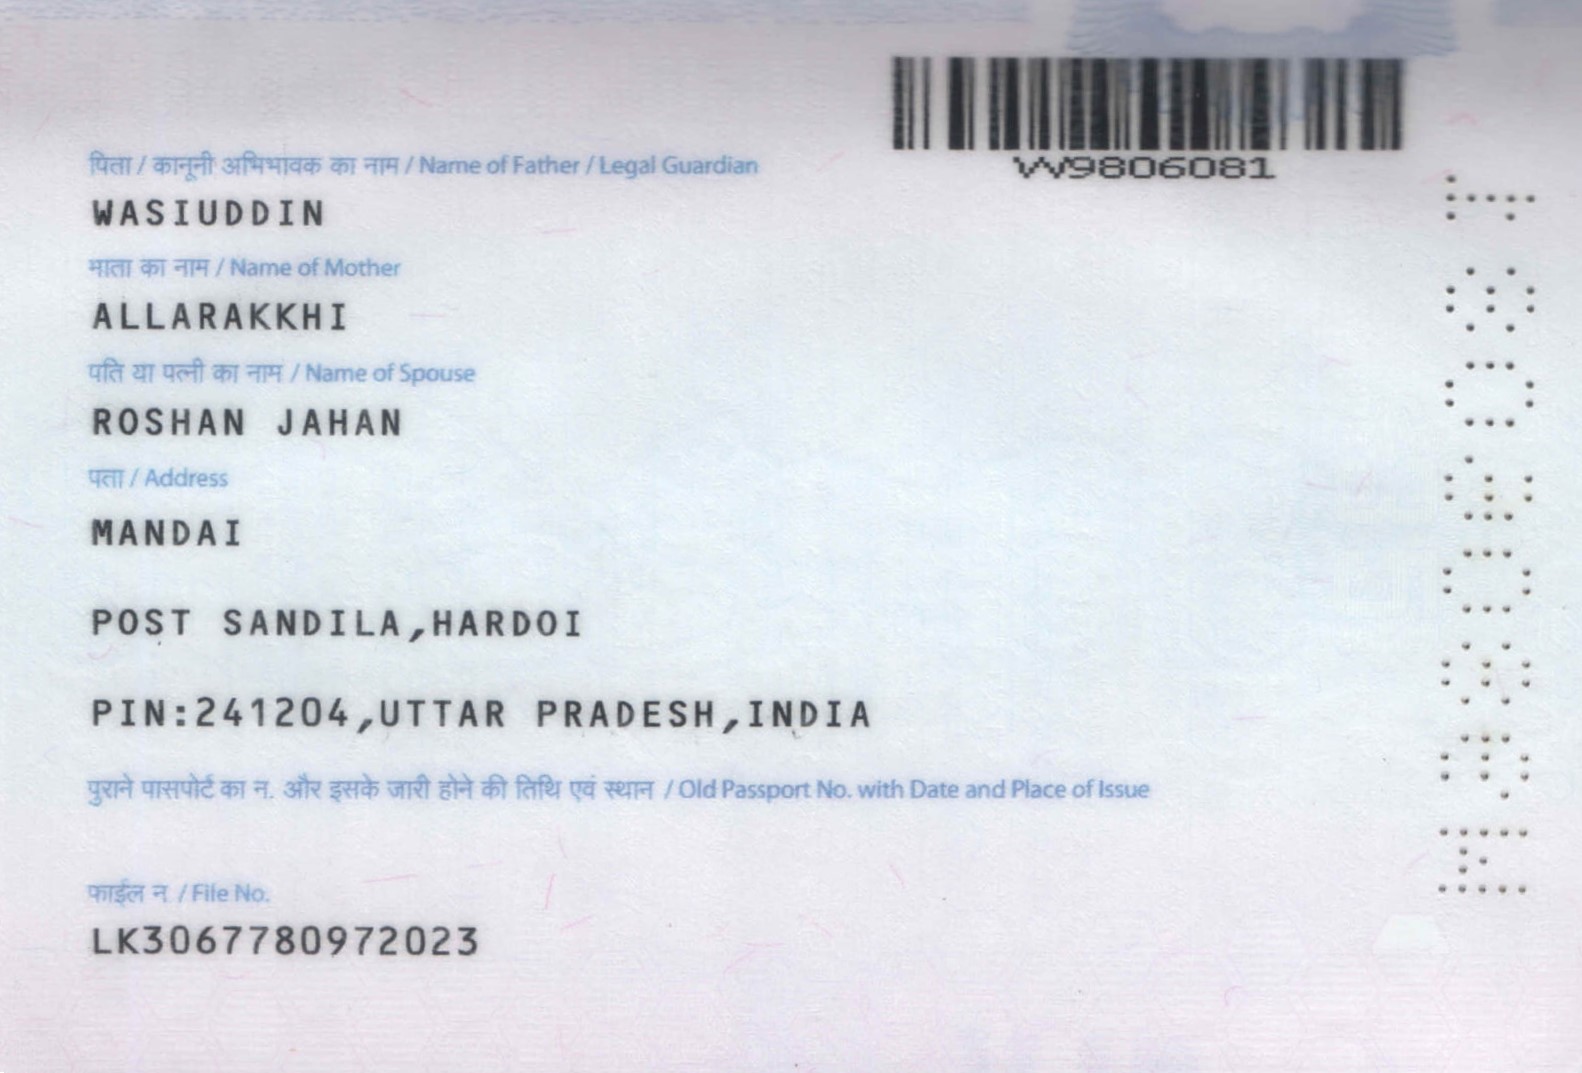 W9806081
पिता / कानूनी अभिभावक का नाम / Name of Father / Legal Guardian
WASIUDDIN
माता का नाम / Name of Mother
ALLARAKKHI
पति या पत्नी का नाम / Name of Spouse
ROSHAN JAHAN
पता / Address
MANDAI
POST SANDILA,HARDOI
PIN:241204,UTTAR PRADESH,INDIA
पुराने पासपोर्ट का न. और इसके जारी होने की तिथि एवं स्थान / Old Passport No. with Date and Place of Issue
फाईल न / File No.
LK3067780972023